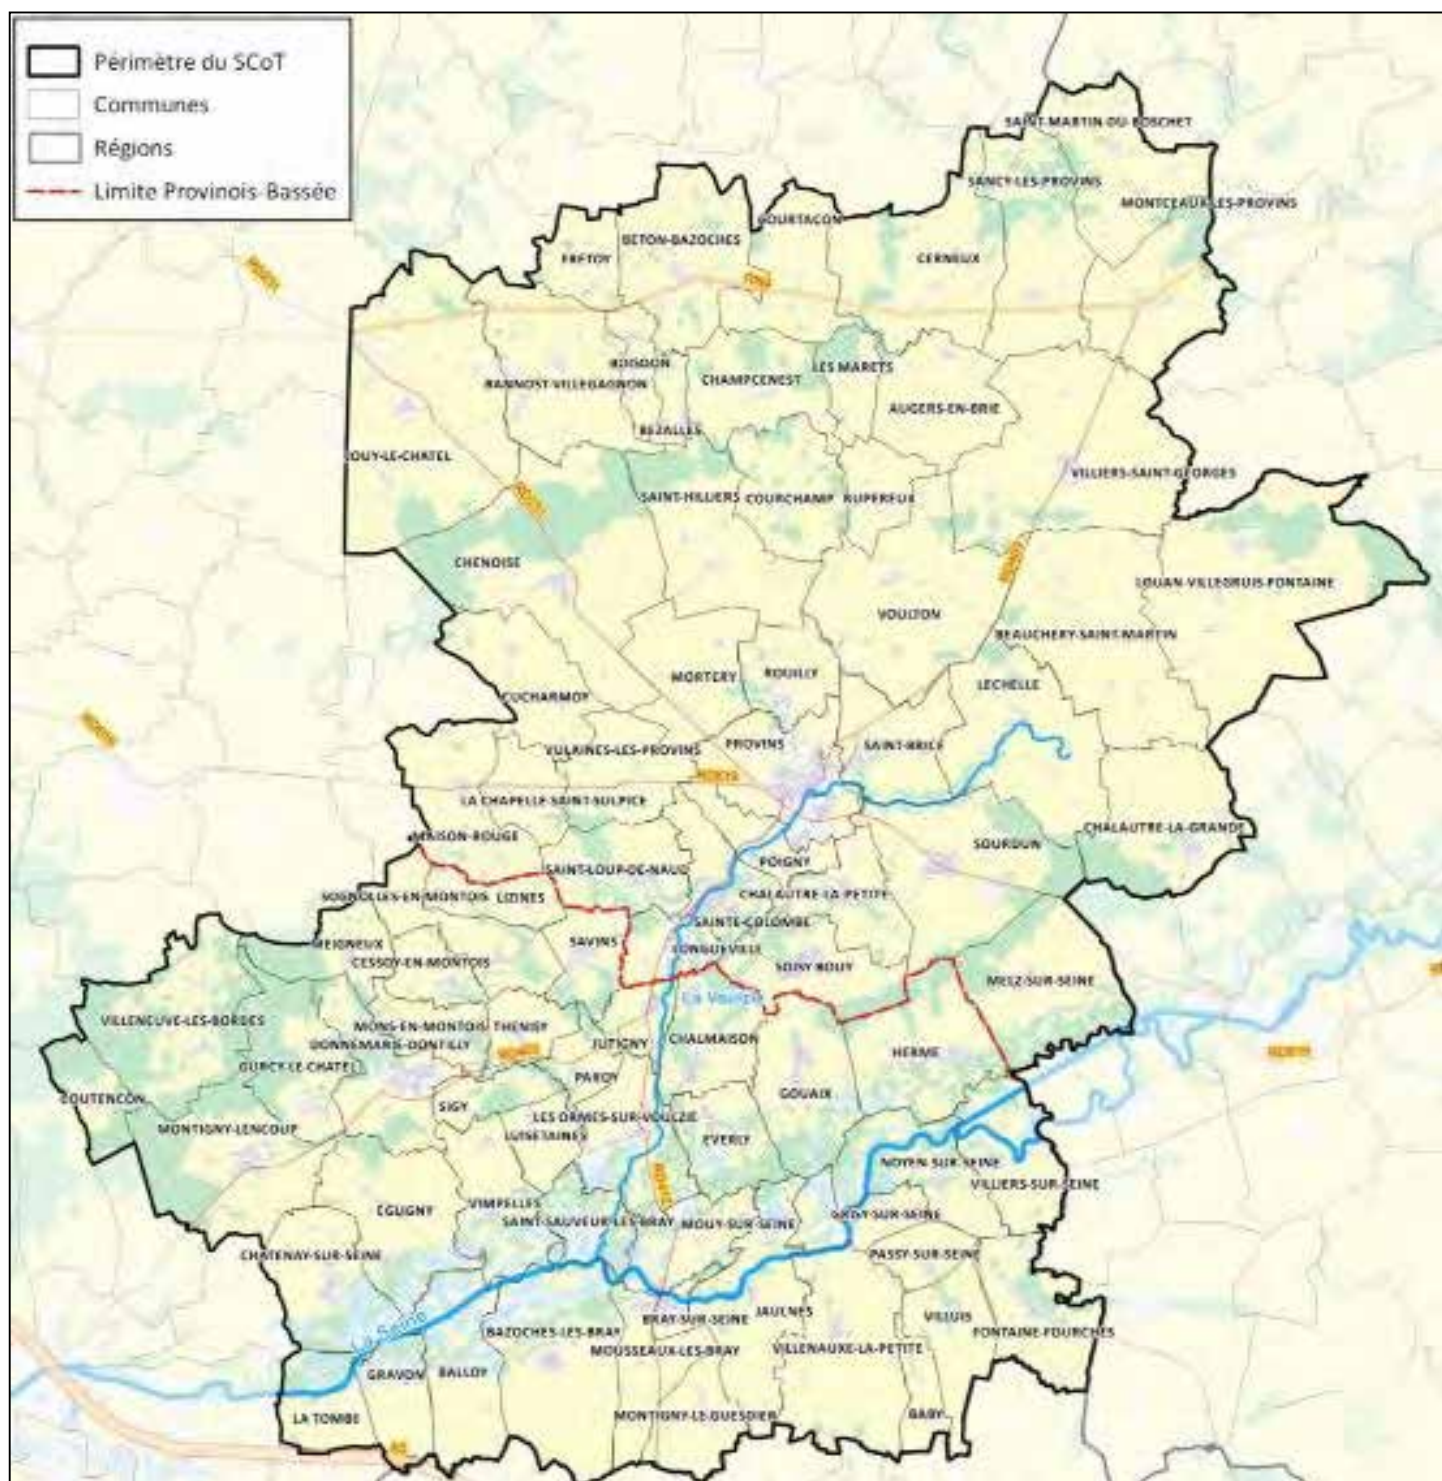 Périmètre du SCoT
Communes
Régions
Limite Provinois-Bassée
SAINT-MARTIN-DU-BOSCHET
SANCY-LES-PROVINS
MONTCEAUX-LES-PROVINS
COURTACON
BETON-BAZOCHES
FRETOY
CERNEUX
BOISDON
LES MARETS
BANNOST-VILLEGAGNON
CHAMPCENEST
AUGERS-EN-BRIE
BEZALLES
JOUY-LE-CHATEL
VILLIERS-SAINT-GEORGES
SAINT-HILLIERS
COURCHAMP
RUPEREUX
CHENOISE
LOUAN-VILLEGRUIS-FONTAINE
VOULTON
BEAUCHERY-SAINT-MARTIN
MORTERY
ROUILLY
LECHELLE
CUCHARMOY
VULAINES-LES-PROVINS
PROVINS
SAINT-BRICE
LA CHAPELLE-SAINT-SULPICE
CHALAUTRE-LA-GRANDE
MAISON-ROUGE
SOURDUN
POIGNY
SAINT-LOUP-DE-NAUD
SOGNOLLES-EN-MONTOIS
LIZINES
CHALAUTRE-LA-PETITE
SAINTE-COLOMBE
MEIGNEUX
SAVINS
LONGUEVILLE
CESSOY-EN-MONTOIS
SOISY-BOUY
MELZ-SUR-SEINE
La Voulzie
VILLENEUVE-LES-BORDES
MONS-EN-MONTOIS
THENISY
DONNEMARIE-DONTILLY
JUTIGNY
CHALMAISON
HERME
GURCY-LE-CHATEL
PAROY
GOUAIX
COUTENCON
SIGY
LES ORMES-SUR-VOULZIE
MONTIGNY-LENCOUP
LUISETAINES
EVERLY
NOYEN-SUR-SEINE
VILLIERS-SUR-SEINE
EGLIGNY
VIMPELLES
SAINT-SAUVEUR-LES-BRAY
MOUY-SUR-SEINE
GRISY-SUR-SEINE
CHATENAY-SUR-SEINE
PASSY-SUR-SEINE
La Seine
BRAY-SUR-SEINE
JAULNES
VILLUIS
BAZOCHES-LES-BRAY
FONTAINE-FOURCHES
MOUSSEAUX-LES-BRAY
VILLENAUXE-LA-PETITE
GRAVON
BALLOY
LA TOMBE
MONTIGNY-LE-GUESDIER
BABY
A5